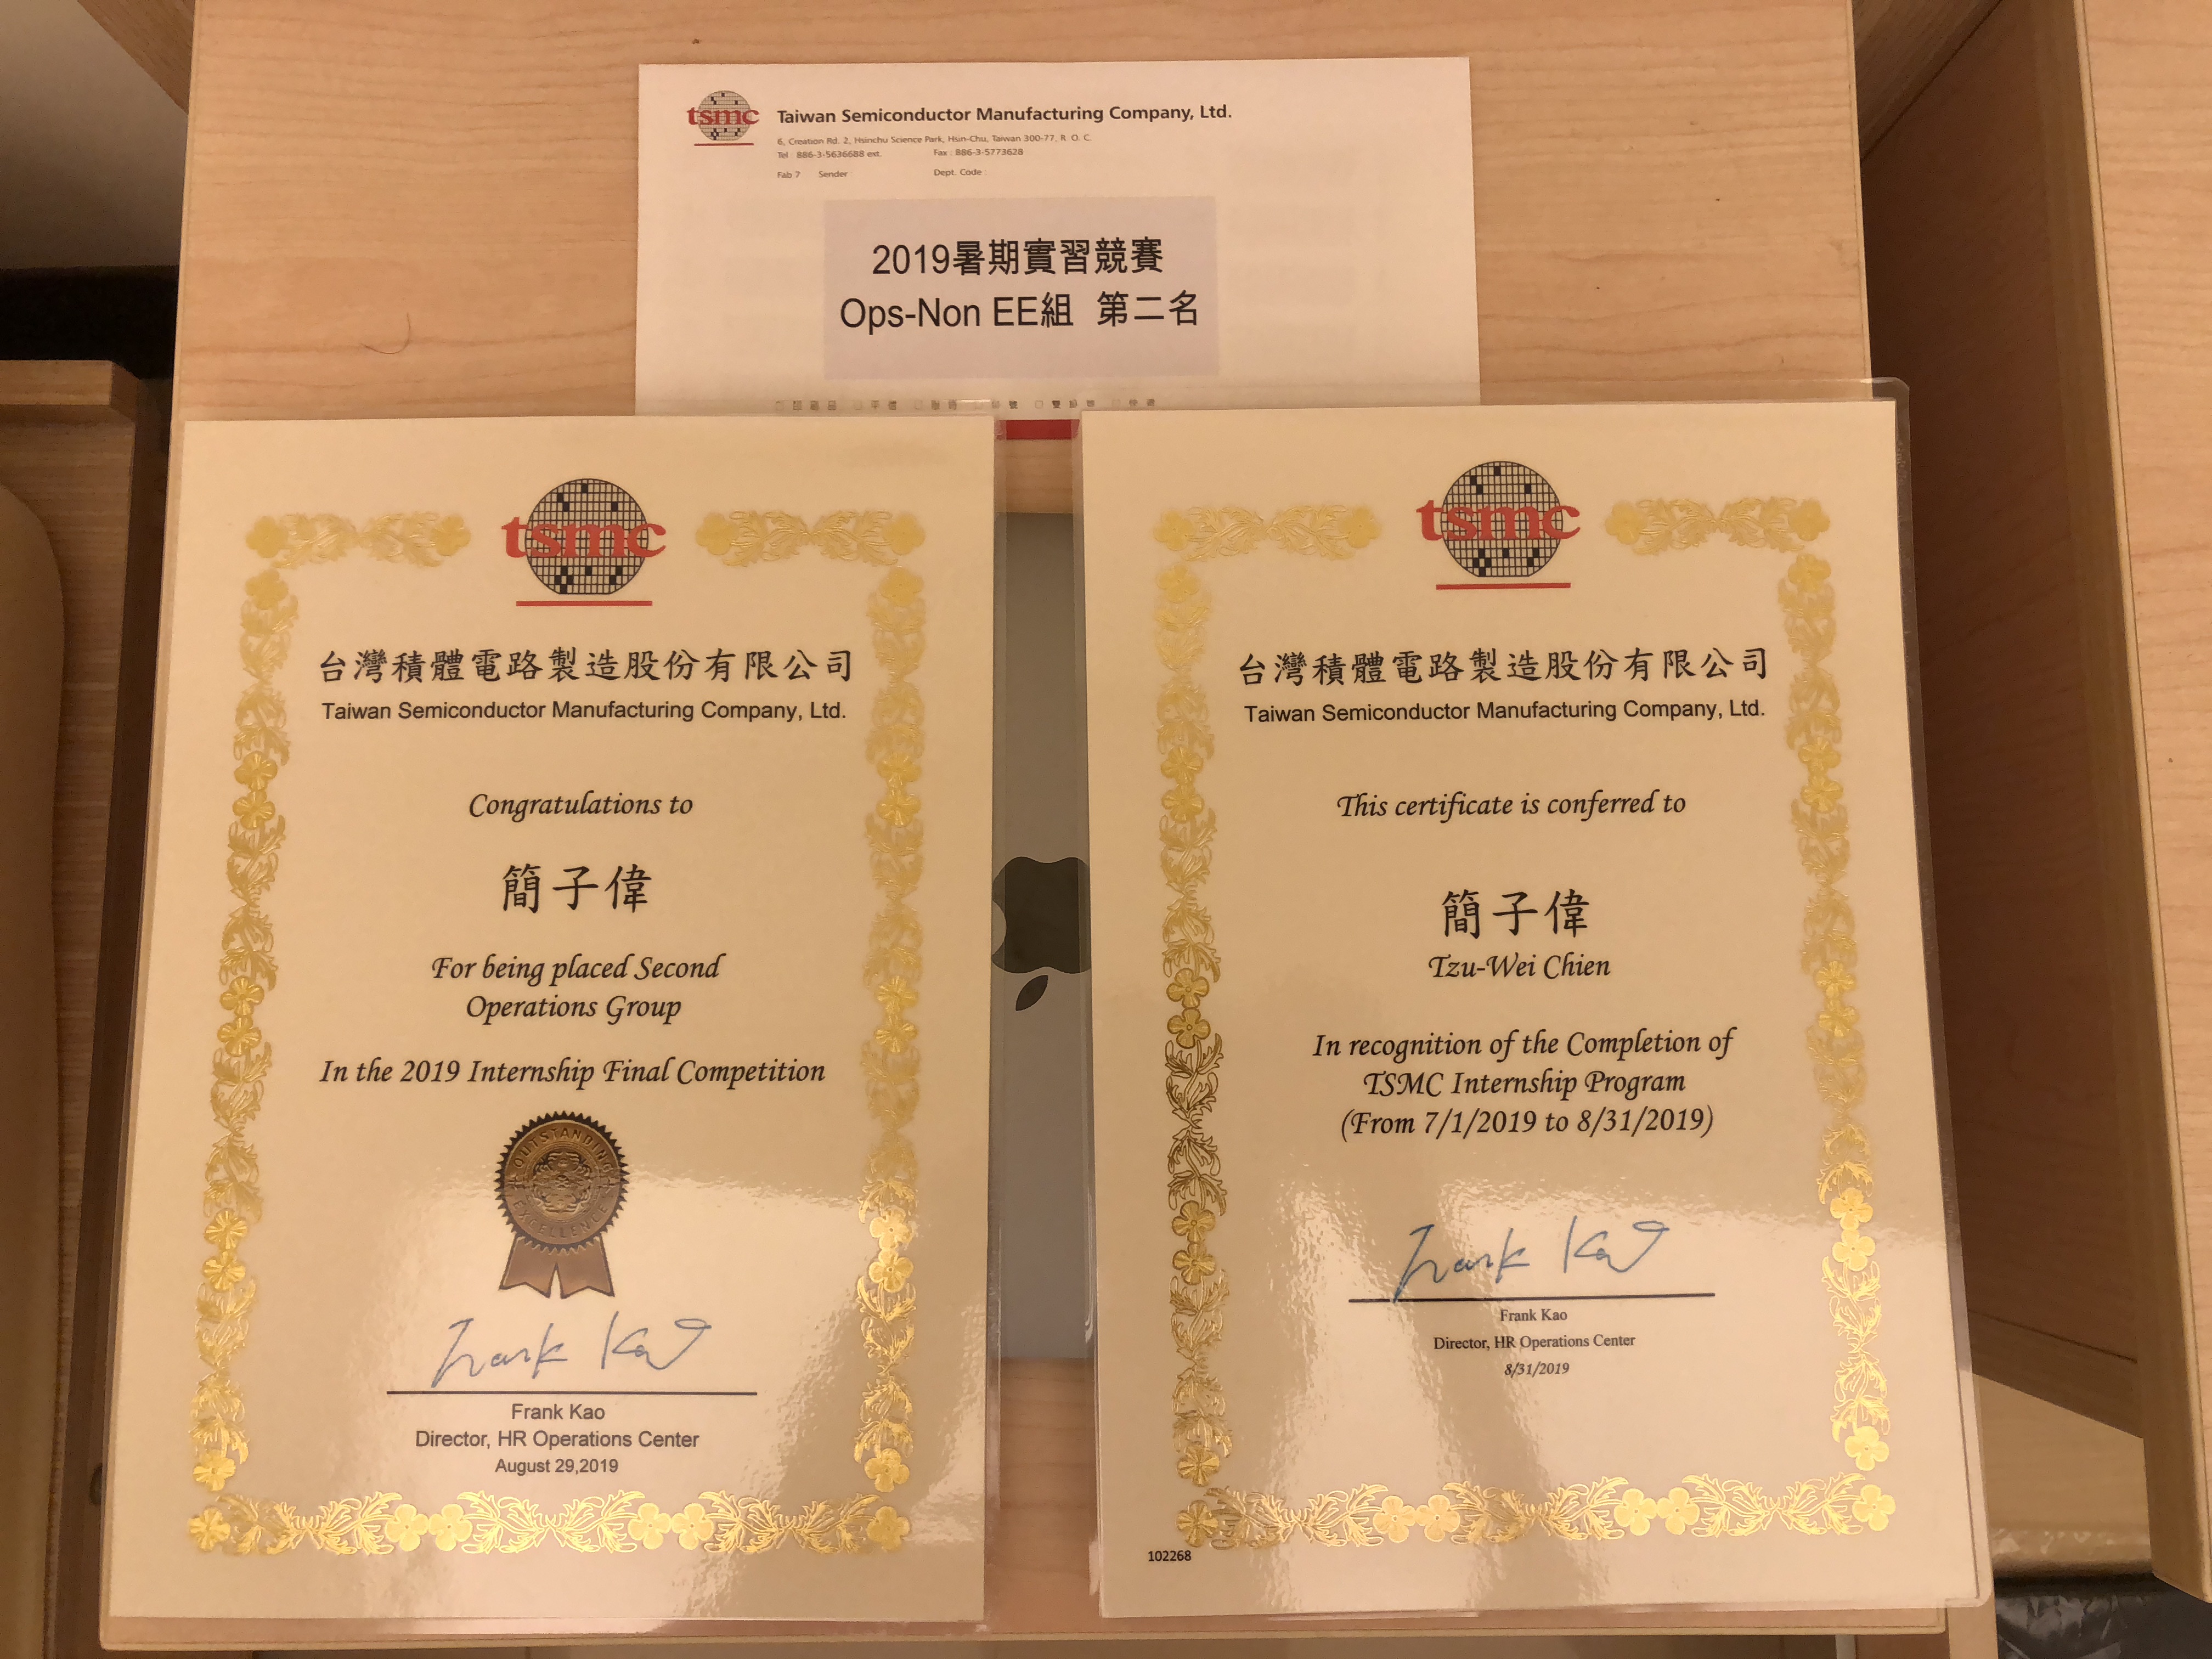 tsmc
Taiwan Semiconductor Manufacturing Company, Ltd.
6, Creation Rd. 2, Hsinchu Science Park, Hsin-Chu, Taiwan 300-77, R. O. C.
Tel 886-3-5636688 ext. Fax 886-3-5773628
Fab 7 Sender Dept. Code
2019暑期實習競賽
Ops-Non EE組 第二名
tsmc
台灣積體電路製造股份有限公司
Taiwan Semiconductor Manufacturing Company, Ltd.
Congratulations to
簡子偉
For being placed Second
Operations Group
In the 2019 Internship Final Competition
OUTSTANDING
Frank Kao
Frank Kao
Director, HR Operations Center
August 29,2019
tsmc
台灣積體電路製造股份有限公司
Taiwan Semiconductor Manufacturing Company, Ltd.
This certificate is conferred to
簡子偉
Tzu-Wei Chien
In recognition of the Completion of
TSMC Internship Program
(From 7/1/2019 to 8/31/2019)
Frank Kao
Frank Kao
Director, HR Operations Center
8/31/2019
102268